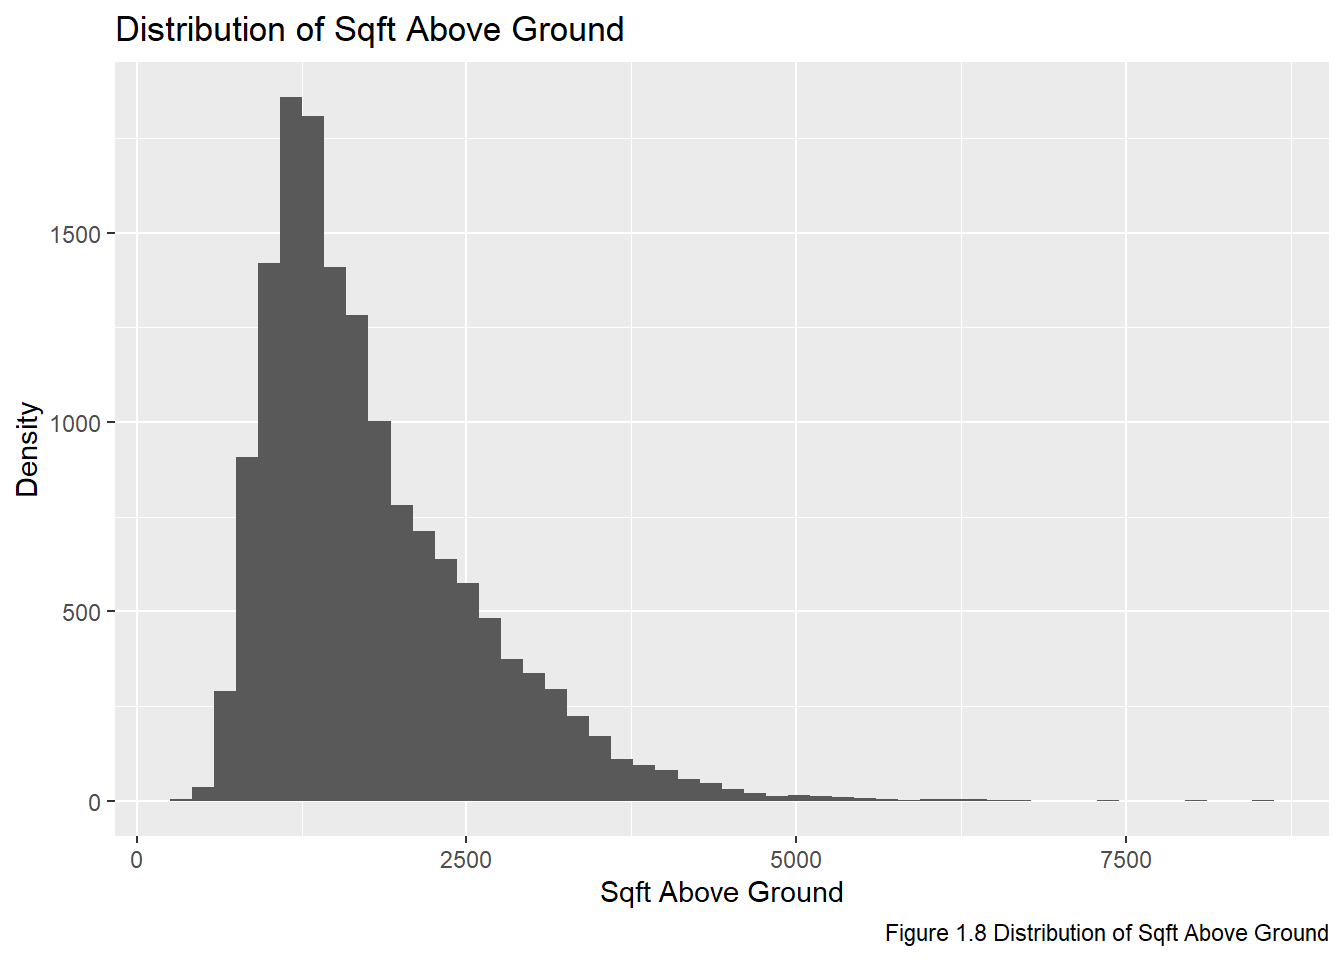 Distribution of Sqft Above Ground
Density
1500
1000
500
0
0 2500 5000 7500
Sqft Above Ground
Figure 1.8 Distribution of Sqft Above Ground